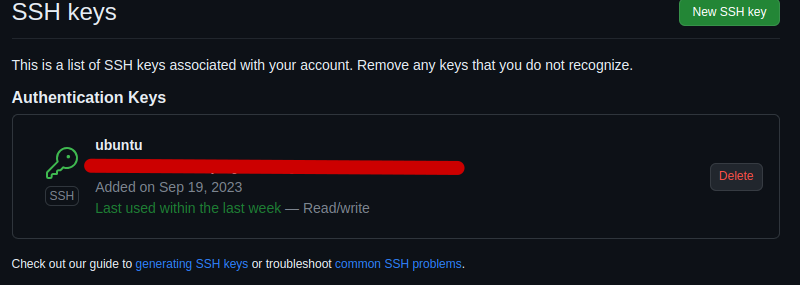 SSH keys
New SSH key
This is a list of SSH keys associated with your account. Remove any keys that you do not recognize.
Authentication Keys
ubuntu
SSH
Added on Sep 19, 2023
Last used within the last week — Read/write
Delete
Check out our guide to generating SSH keys or troubleshoot common SSH problems.